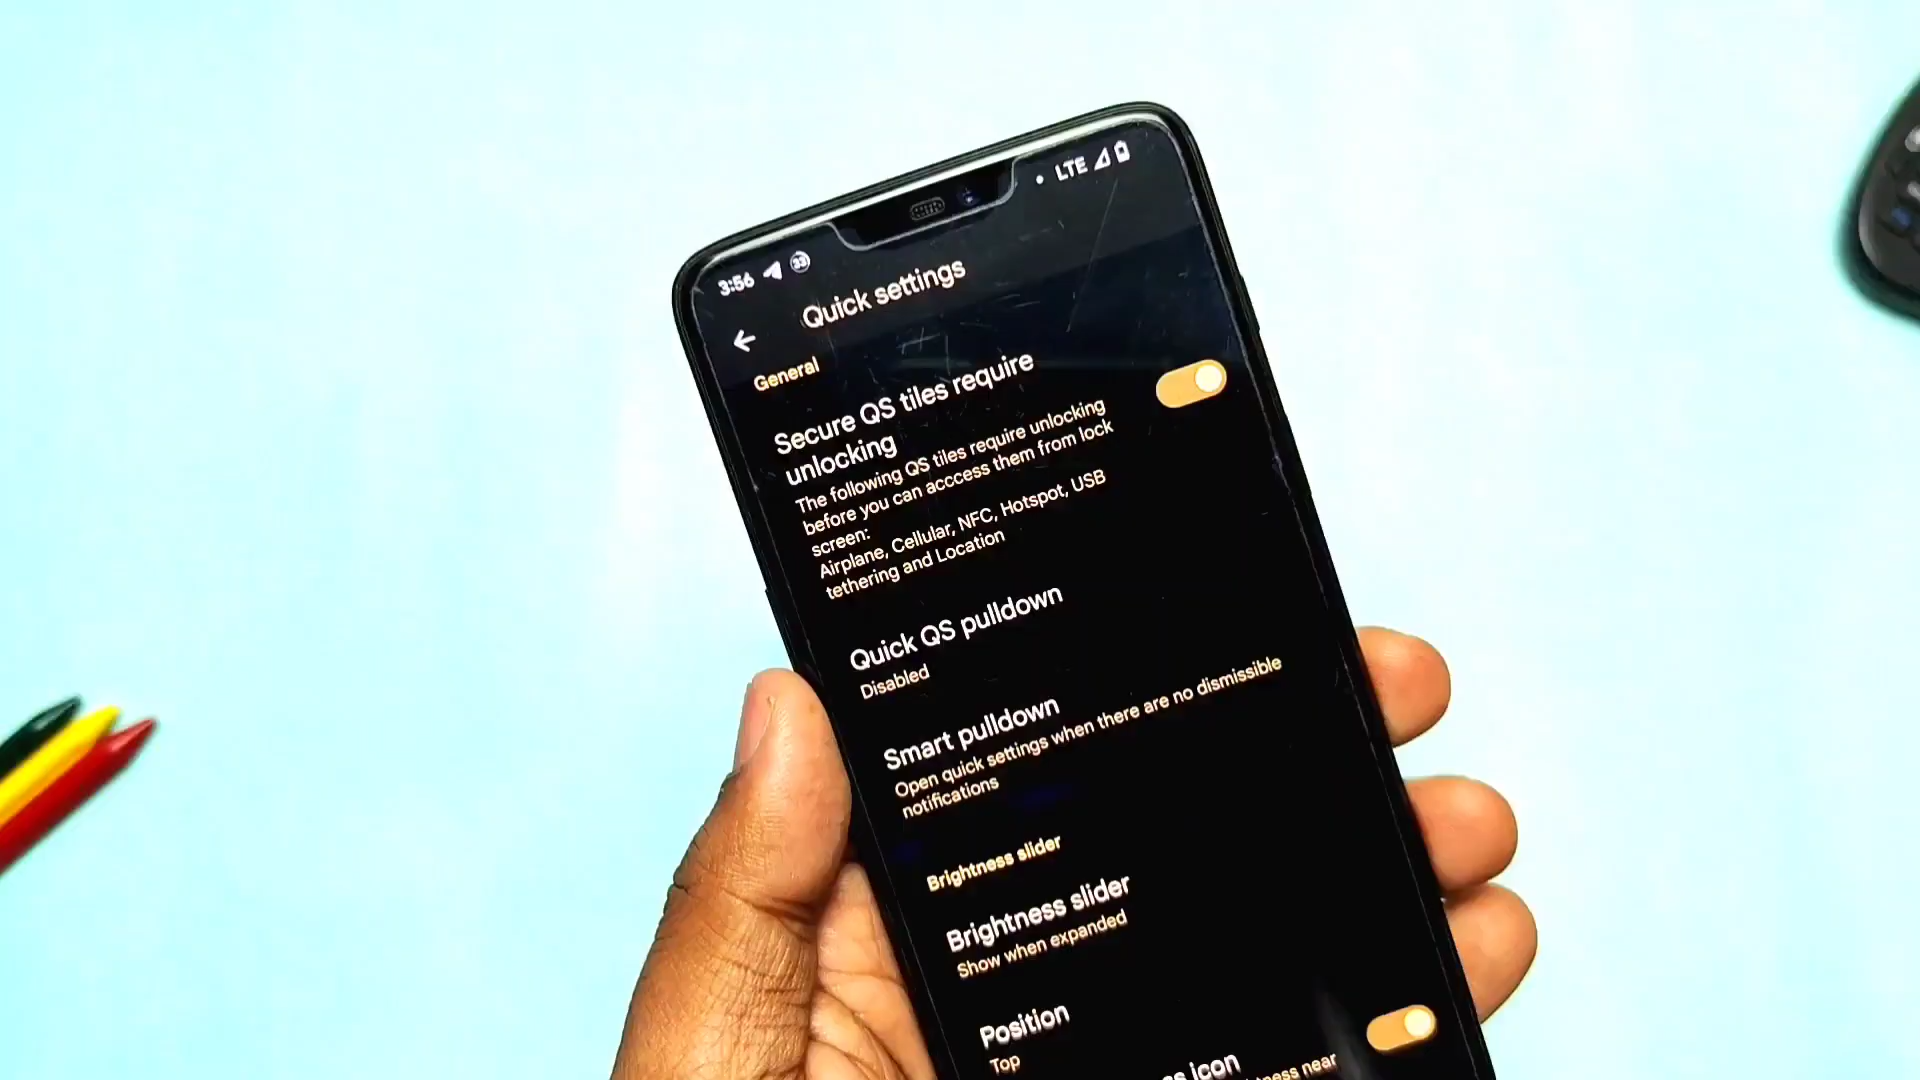 3:56 33 LTE
Quick settings
General
Secure QS tiles require
unlocking
The following QS tiles require unlocking
before you can acccess them from lock
screen:
Airplane, Cellular, NFC, Hotspot, USB
tethering and Location
Quick QS pulldown
Disabled
Smart pulldown
Open quick settings when there are no dismissible
notifications
Brightness slider
Brightness slider
Show when expanded
Position
Top
icon
near